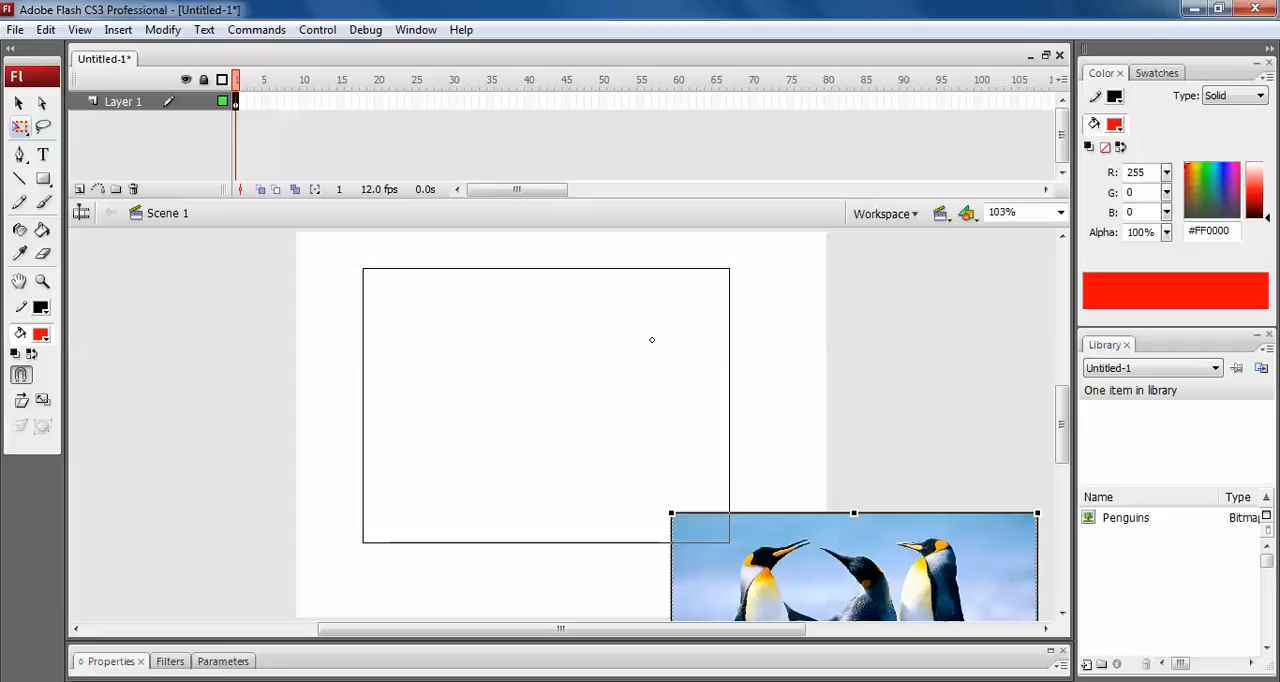 Fl Adobe Flash CS3 Professional - [Untitled-1*]
File Edit View Insert Modify Text Commands Control Debug Window Help
Untitled-1*
Fl
1 5 10 15 20 25 30 35 40 45 50 55 60 65 70 75 80 85 90 95 100 105 1
Layer 1
1 12.0 fps 0.0s
Scene 1
Workspace 103%
Properties Filters Parameters
Color Swatches
Type: Solid
R: 255
G: 0
B: 0
Alpha: 100% #FF0000
Library
Untitled-1
One item in library
Name Type
Penguins Bitmap